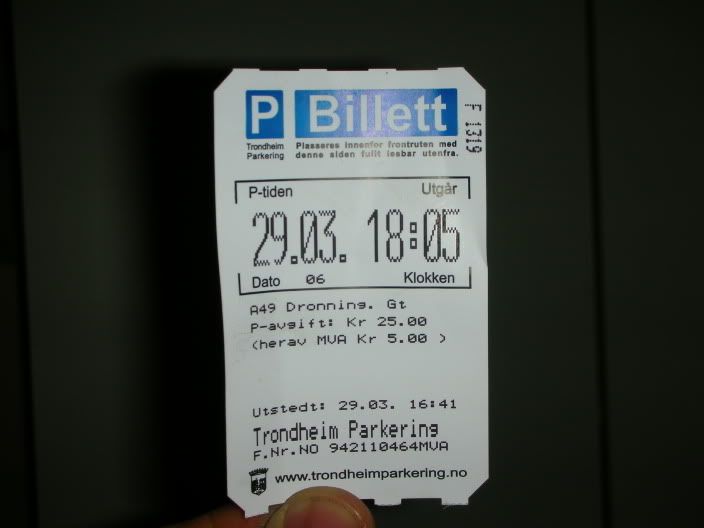 P Billett
Trondheim
Parkering
Plasseres innenfor frontruten med
denne siden fullt lesbar utenfra.
F 1319
P-tiden Utgår
29.03. 18:05
Dato 06 Klokken
A49 Dronning. Gt
P-avgift: Kr 25.00
(herav MVA Kr 5.00 )
Utstedt: 29.03. 16:41
Trondheim Parkering
F.Nr.NO 942110464MVA
www.trondheimparkering.no